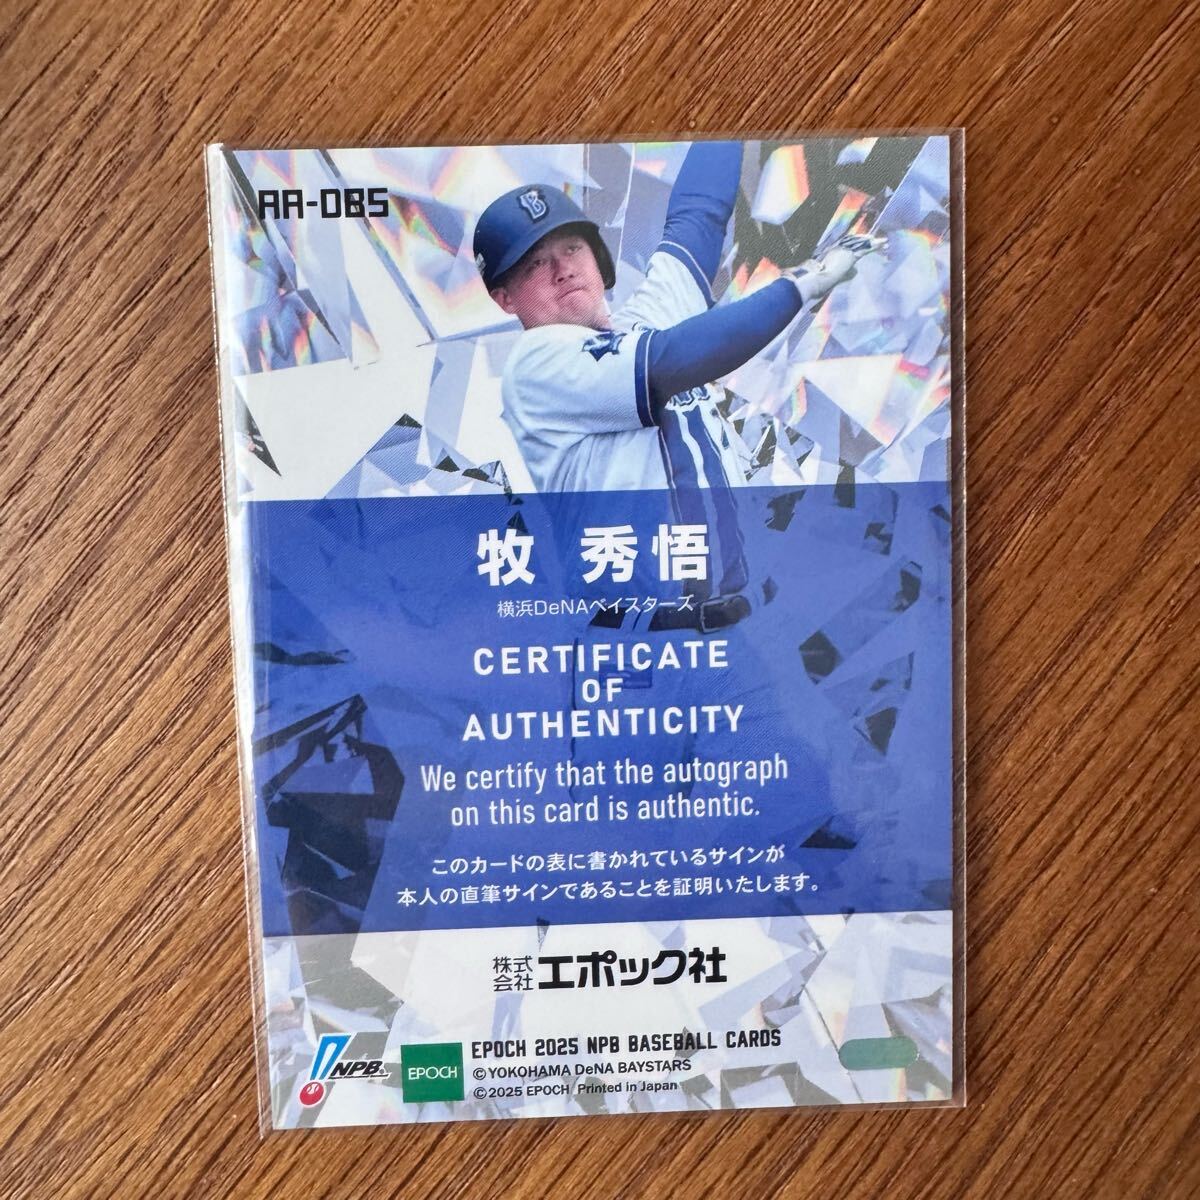 AA-DB5
B
牧 秀悟
横浜DeNAベイスターズ
CERTIFICATE
OF
AUTHENTICITY
We certify that the autograph
on this card is authentic.
このカードの表に書かれているサインが
本人の直筆サインであることを証明いたします。
株式会社 エポック社
NPB
EPOCH
EPOCH 2025 NPB BASEBALL CARDS
©YOKOHAMA DeNA BAYSTARS
©2025 EPOCH Printed in Japan